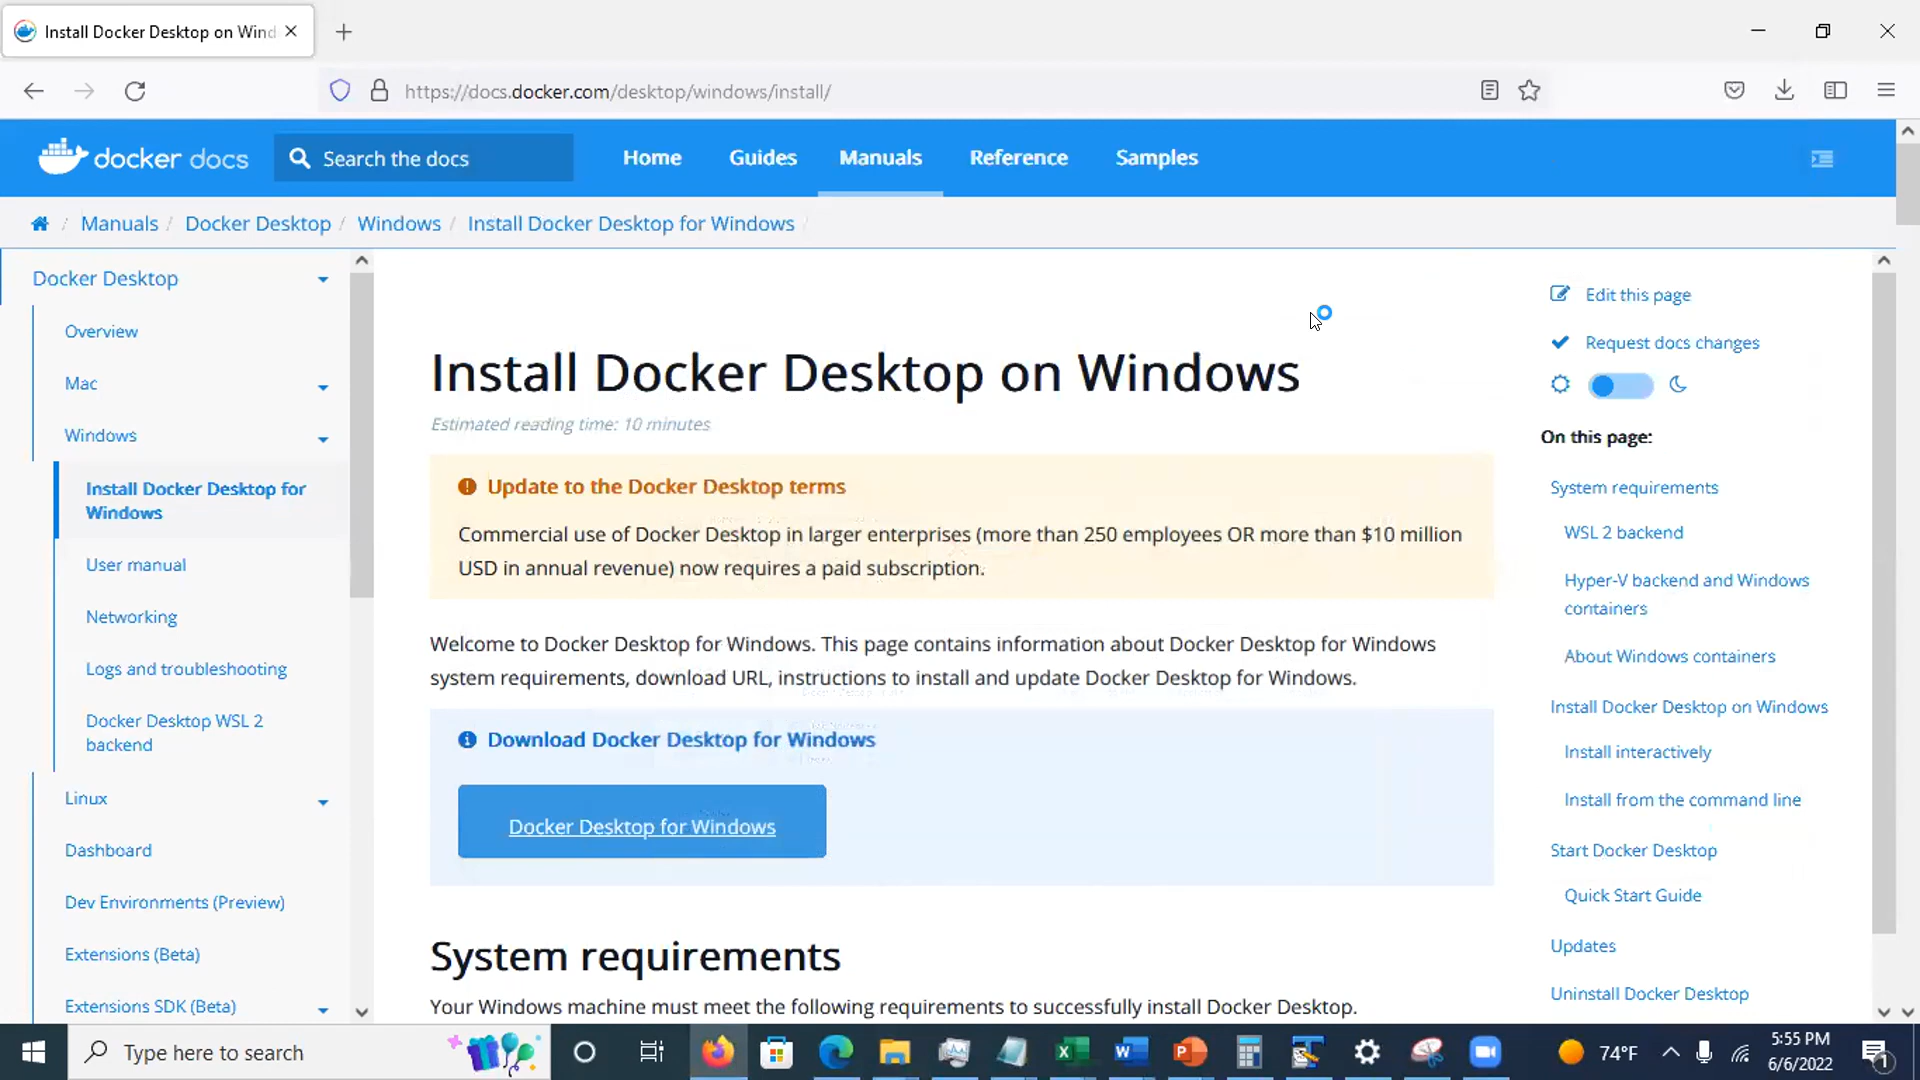 Install Docker Desktop on Wind
https://docs.docker.com/desktop/windows/install/
docker docs
Search the docs
Home
Guides
Manuals
Reference
Samples
/ Manuals / Docker Desktop / Windows / Install Docker Desktop for Windows /
Docker Desktop
Overview
Mac
Windows
Install Docker Desktop for
Windows
User manual
Networking
Logs and troubleshooting
Docker Desktop WSL 2
backend
Linux
Dashboard
Dev Environments (Preview)
Extensions (Beta)
Extensions SDK (Beta)
Install Docker Desktop on Windows
Estimated reading time: 10 minutes
Update to the Docker Desktop terms
Commercial use of Docker Desktop in larger enterprises (more than 250 employees OR more than $10 million
USD in annual revenue) now requires a paid subscription.
Welcome to Docker Desktop for Windows. This page contains information about Docker Desktop for Windows
system requirements, download URL, instructions to install and update Docker Desktop for Windows.
Download Docker Desktop for Windows
Docker Desktop for Windows
System requirements
Your Windows machine must meet the following requirements to successfully install Docker Desktop.
Edit this page
Request docs changes
On this page:
System requirements
WSL 2 backend
Hyper-V backend and Windows
containers
About Windows containers
Install Docker Desktop on Windows
Install interactively
Install from the command line
Start Docker Desktop
Quick Start Guide
Updates
Uninstall Docker Desktop
Type here to search
74°F
5:55 PM
6/6/2022
1